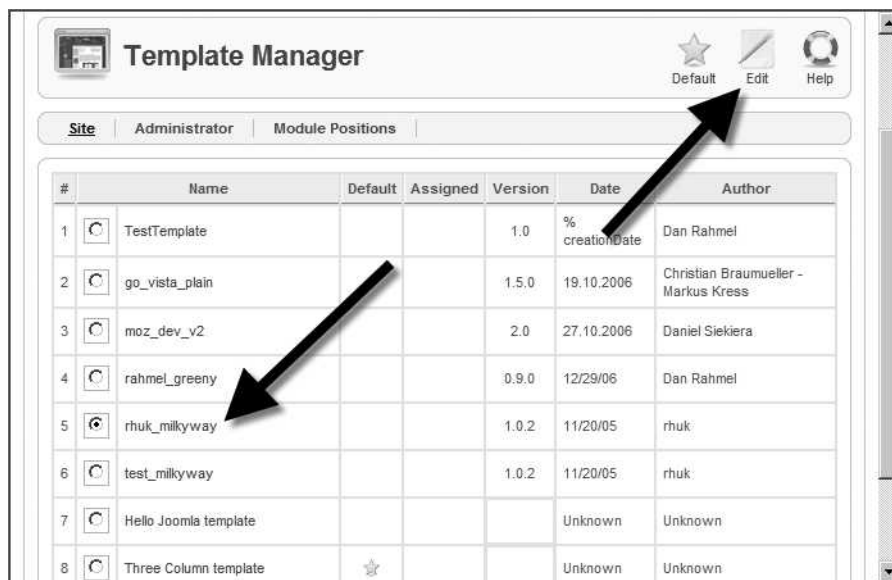 Template Manager
Default Edit Help
Site Administrator Module Positions
# Name Default Assigned Version Date Author
1 TestTemplate 1.0 % creationDate Dan Rahmel
2 go_vista_plain 1.5.0 19.10.2006 Christian Braumueller - Markus Kress
3 moz_dev_v2 2.0 27.10.2006 Daniel Siekiera
4 rahmel_greeny 0.9.0 12/29/06 Dan Rahmel
5 rhuk_milkyway 1.0.2 11/20/05 rhuk
6 test_milkyway 1.0.2 11/20/05 rhuk
7 Hello Joomla template Unknown Unknown
8 Three Column template Unknown Unknown